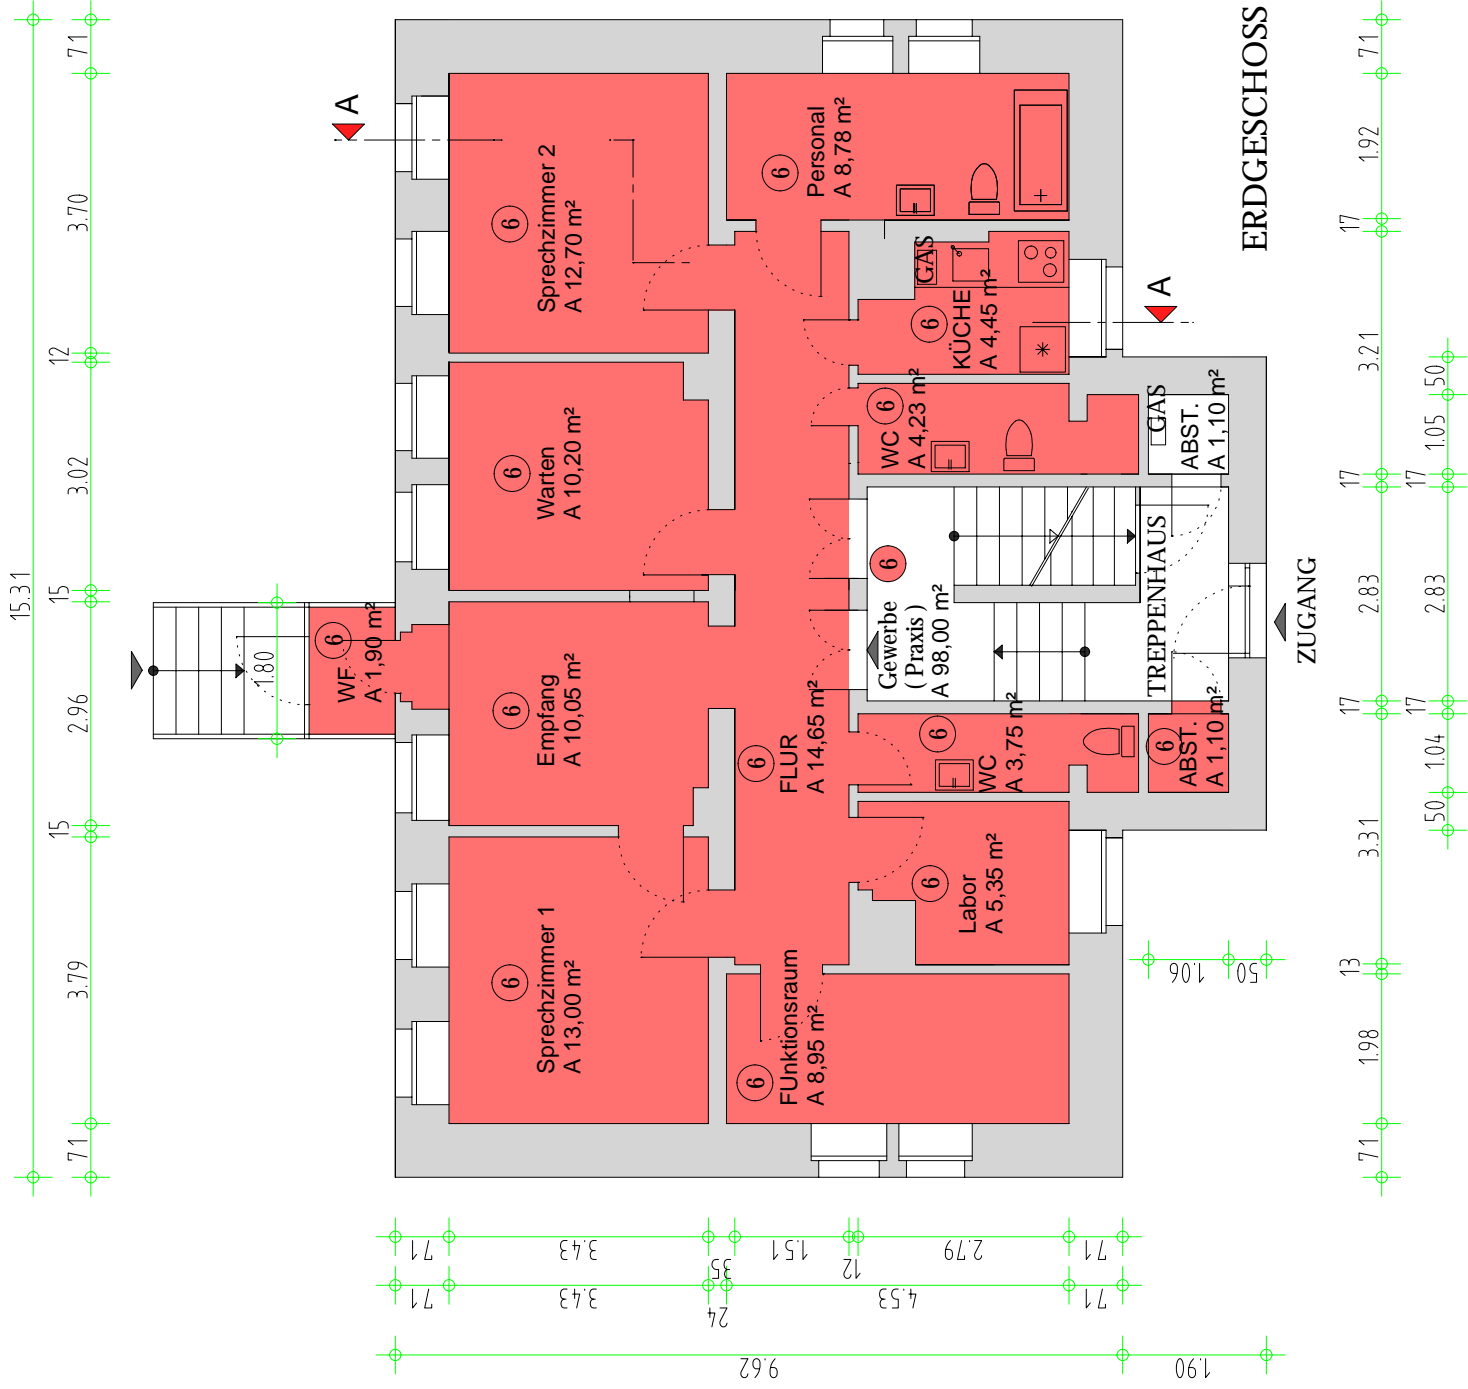 ERDGESCHOSS
15.31
71
3.70
12
3.02
15
2.96
15
3.79
71
A
A
6
Sprechzimmer 2
A 12,70 m²
6
Personal
A 8,78 m²
6
Warten
A 10,20 m²
GAS
6
KÜCHE
A 4,45 m²
6
WC
A 4,23 m²
GAS
ABST.
A 1,10 m²
6
WF
A 1,90 m²
1.80
6
Empfang
A 10,05 m²
6
Gewerbe
(Praxis)
A 98,00 m²
TREPPENHAUS
ZUGANG
6
FLUR
A 14,65 m²
6
WC
A 3,75 m²
6
ABST.
A 1,10 m²
6
Sprechzimmer 1
A 13,00 m²
6
Labor
A 5,35 m²
6
FUnktionsraum
A 8,95 m²
71
1.92
17
3.21
17
2.83
17
3.31
13
1.98
71
50
1.05
17
2.83
17
1.04
50
1.06
50
71
3.43
35
1.51
12
2.79
71
71
3.43
24
4.53
71
9.62
1.90